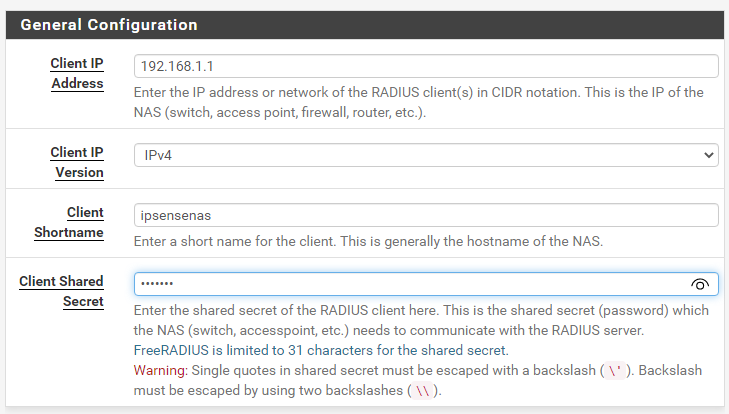 General Configuration
Client IP Address
192.168.1.1
Enter the IP address or network of the RADIUS client(s) in CIDR notation. This is the IP of the
NAS (switch, access point, firewall, router, etc.).
Client IP Version
IPv4
Client Shortname
ipsensenas
Enter a short name for the client. This is generally the hostname of the NAS.
Client Shared Secret
•••••••
Enter the shared secret of the RADIUS client here. This is the shared secret (password) which
the NAS (switch, accesspoint, etc.) needs to communicate with the RADIUS server.
FreeRADIUS is limited to 31 characters for the shared secret.
Warning: Single quotes in shared secret must be escaped with a backslash ( \' ). Backslash
must be escaped by using two backslashes ( \\ ).